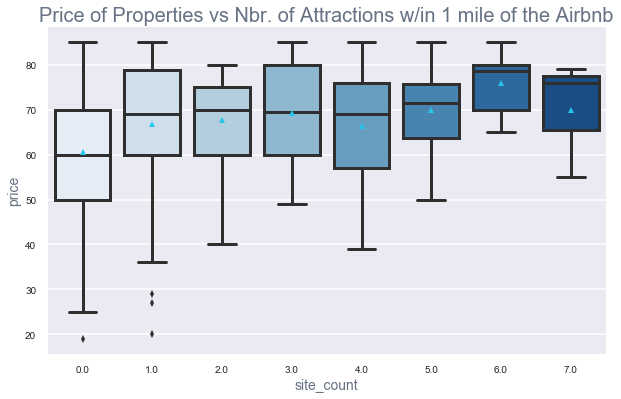 Price of Properties vs Nbr. of Attractions w/in 1 mile of the Airbnb
80
70
60
50
40
30
20
price
0.0 1.0 2.0 3.0 4.0 5.0 6.0 7.0
site_count